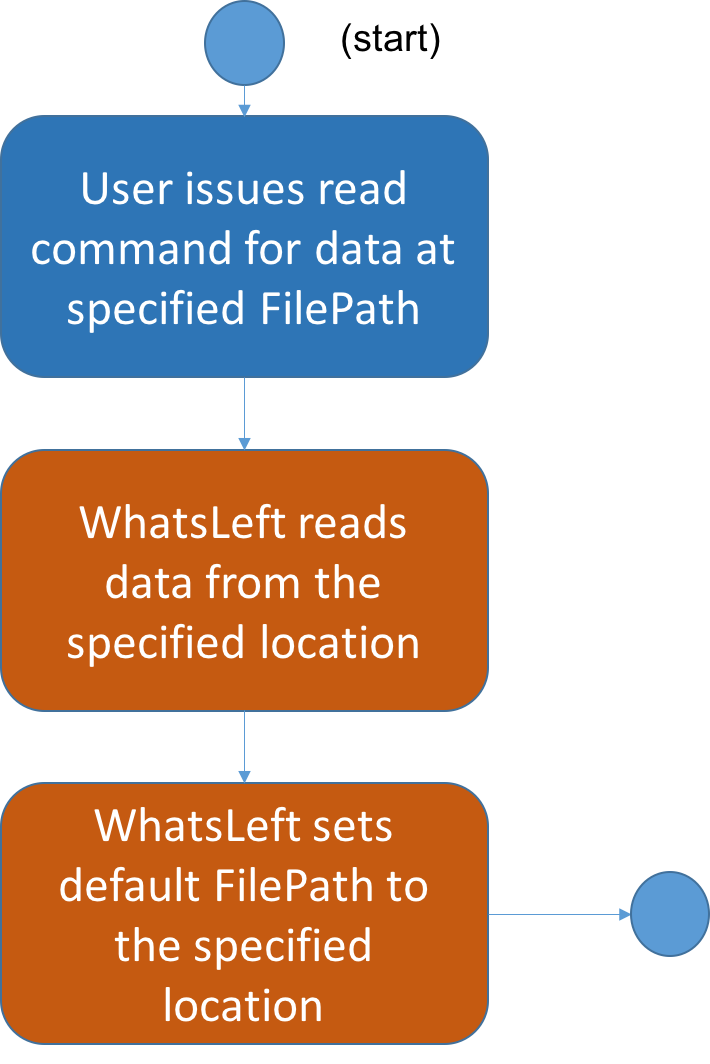 (start)
User issues read
command for data at
specified FilePath
WhatsLeft reads
data from the
specified location
WhatsLeft sets
default FilePath to
the specified
location